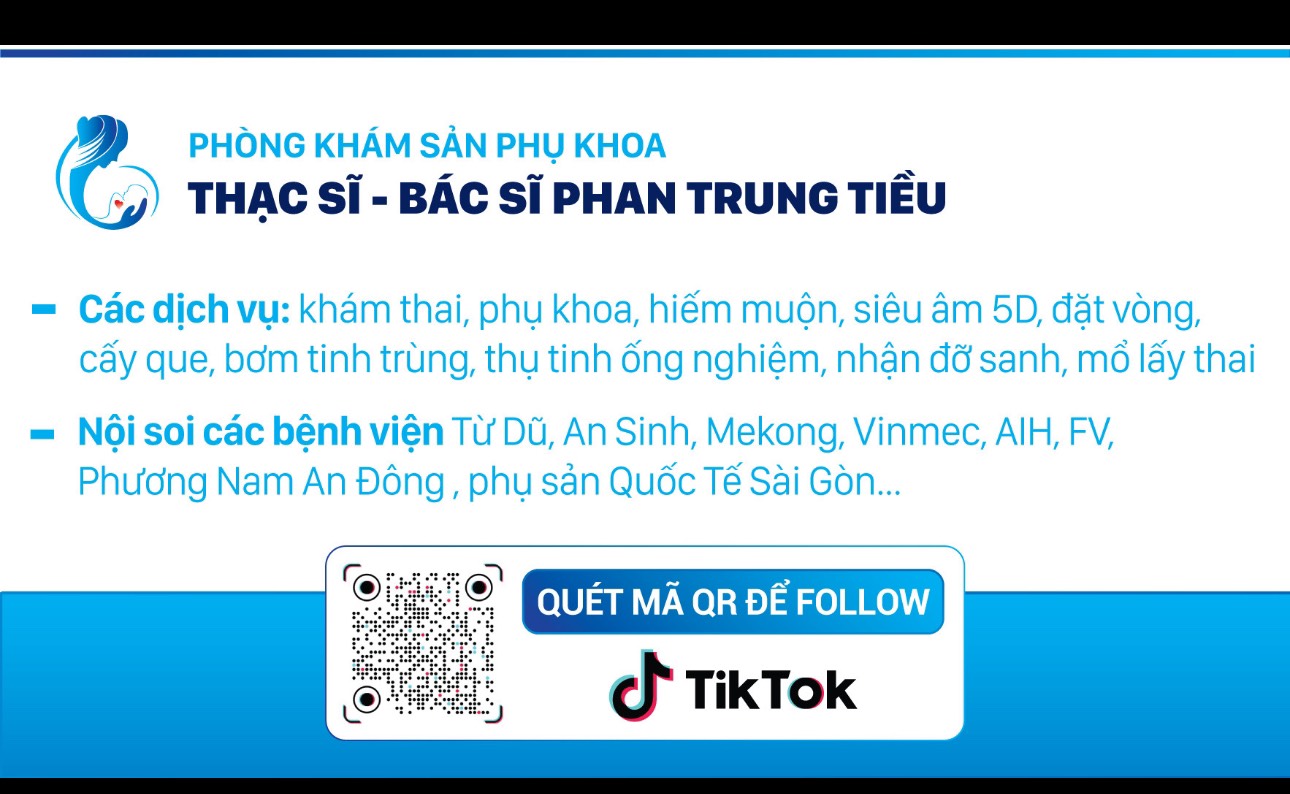 PHÒNG KHÁM SẢN PHỤ KHOA
THẠC SĨ - BÁC SĨ PHAN TRUNG TIỀU
- Các dịch vụ: khám thai, phụ khoa, hiếm muộn, siêu âm 5D, đặt vòng,
cấy que, bơm tinh trùng, thụ tinh ống nghiệm, nhận đỡ sanh, mổ lấy thai
- Nội soi các bệnh viện Từ Dũ, An Sinh, Mekong, Vinmec, AIH, FV,
Phương Nam An Đông , phụ sản Quốc Tế Sài Gòn...
QUÉT MÃ QR ĐỂ FOLLOW
TikTok